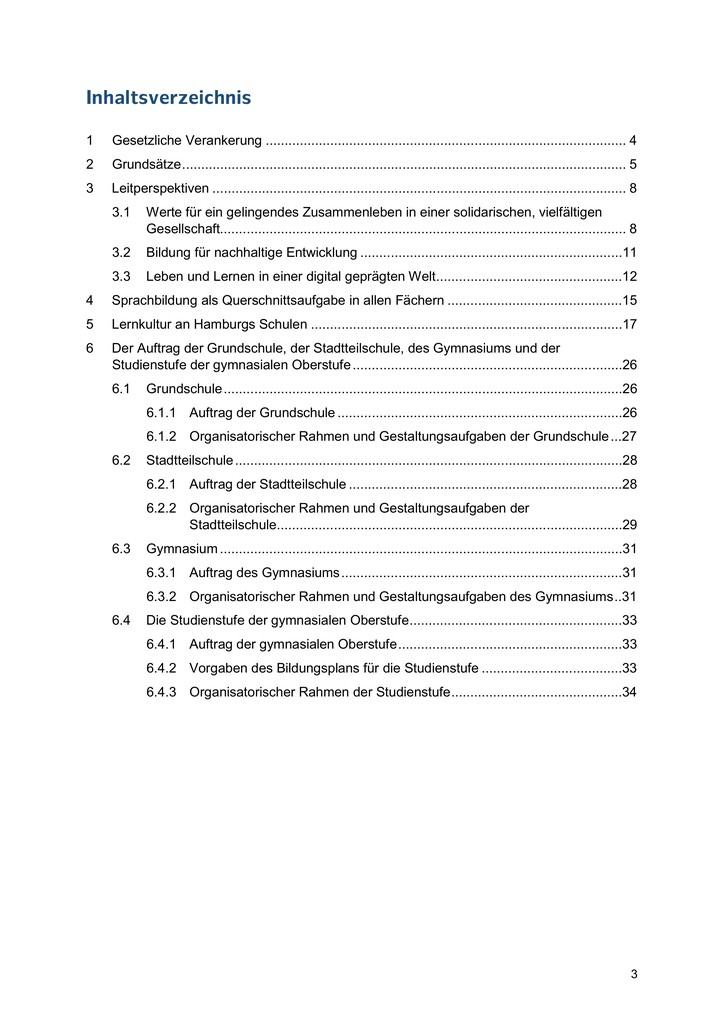 Inhaltsverzeichnis
1 Gesetzliche Verankerung ............................................................................................... 4
2 Grundsätze..................................................................................................................... 5
3 Leitperspektiven ............................................................................................................. 8
3.1 Werte für ein gelingendes Zusammenleben in einer solidarischen, vielfältigen
Gesellschaft........................................................................................................... 8
3.2 Bildung für nachhaltige Entwicklung .....................................................................11
3.3 Leben und Lernen in einer digital geprägten Welt.................................................12
4 Sprachbildung als Querschnittsaufgabe in allen Fächern ..............................................15
5 Lernkultur an Hamburgs Schulen ..................................................................................17
6 Der Auftrag der Grundschule, der Stadtteilschule, des Gymnasiums und der
Studienstufe der gymnasialen Oberstufe.......................................................................26
6.1 Grundschule.........................................................................................................26
6.1.1 Auftrag der Grundschule ...........................................................................26
6.1.2 Organisatorischer Rahmen und Gestaltungsaufgaben der Grundschule...27
6.2 Stadtteilschule......................................................................................................28
6.2.1 Auftrag der Stadtteilschule ........................................................................28
6.2.2 Organisatorischer Rahmen und Gestaltungsaufgaben der
Stadtteilschule...........................................................................................29
6.3 Gymnasium ..........................................................................................................31
6.3.1 Auftrag des Gymnasiums..........................................................................31
6.3.2 Organisatorischer Rahmen und Gestaltungsaufgaben des Gymnasiums..31
6.4 Die Studienstufe der gymnasialen Oberstufe........................................................33
6.4.1 Auftrag der gymnasialen Oberstufe...........................................................33
6.4.2 Vorgaben des Bildungsplans für die Studienstufe .....................................33
6.4.3 Organisatorischer Rahmen der Studienstufe.............................................34
3